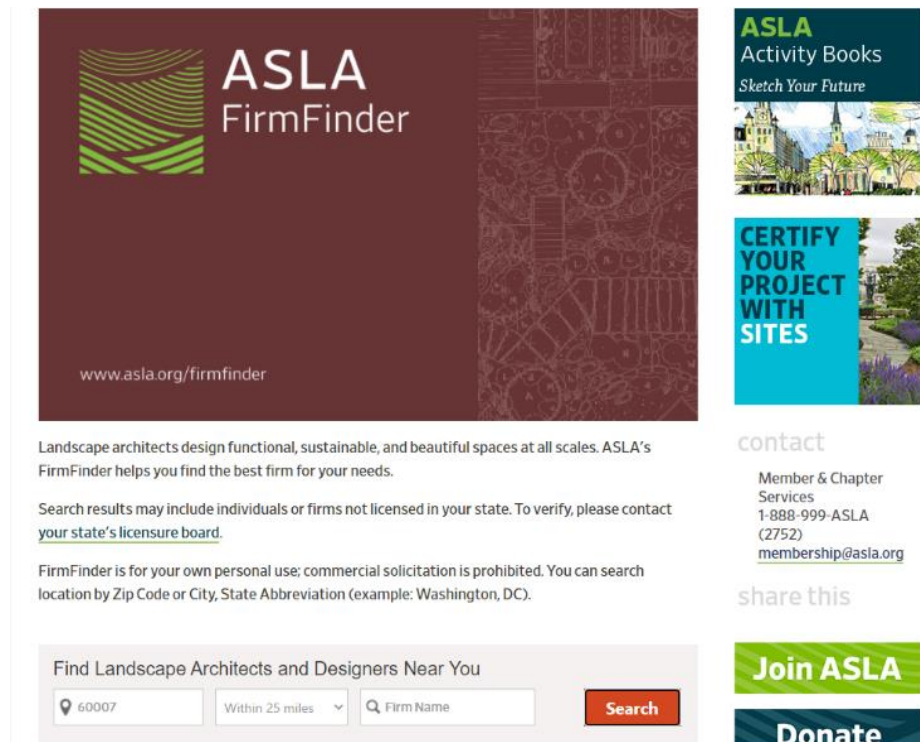 ASLA
FirmFinder
www.asla.org/firmfinder
Landscape architects design functional, sustainable, and beautiful spaces at all scales. ASLA's
FirmFinder helps you find the best firm for your needs.
Search results may include individuals or firms not licensed in your state. To verify, please contact
your state's licensure board.
FirmFinder is for your own personal use; commercial solicitation is prohibited. You can search
location by Zip Code or City, State Abbreviation (example: Washington, DC).
Find Landscape Architects and Designers Near You
60007
Within 25 miles
Firm Name
Search
ASLA
Activity Books
Sketch Your Future
CERTIFY
YOUR
PROJECT
WITH
SITES
contact
Member & Chapter
Services
1-888-999-ASLA
(2752)
membership@asla.org
share this
Join ASLA
Donate